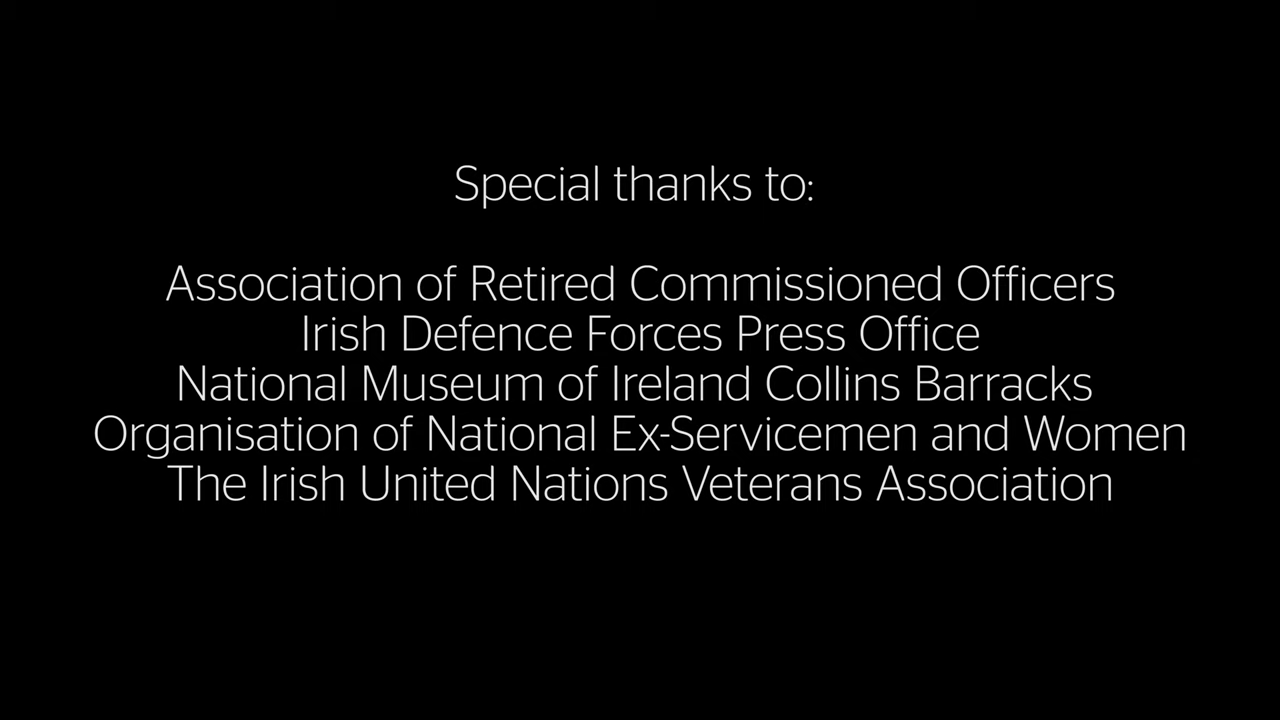 Special thanks to:
Association of Retired Commissioned Officers
Irish Defence Forces Press Office
National Museum of Ireland Collins Barracks
Organisation of National Ex-Servicemen and Women
The Irish United Nations Veterans Association